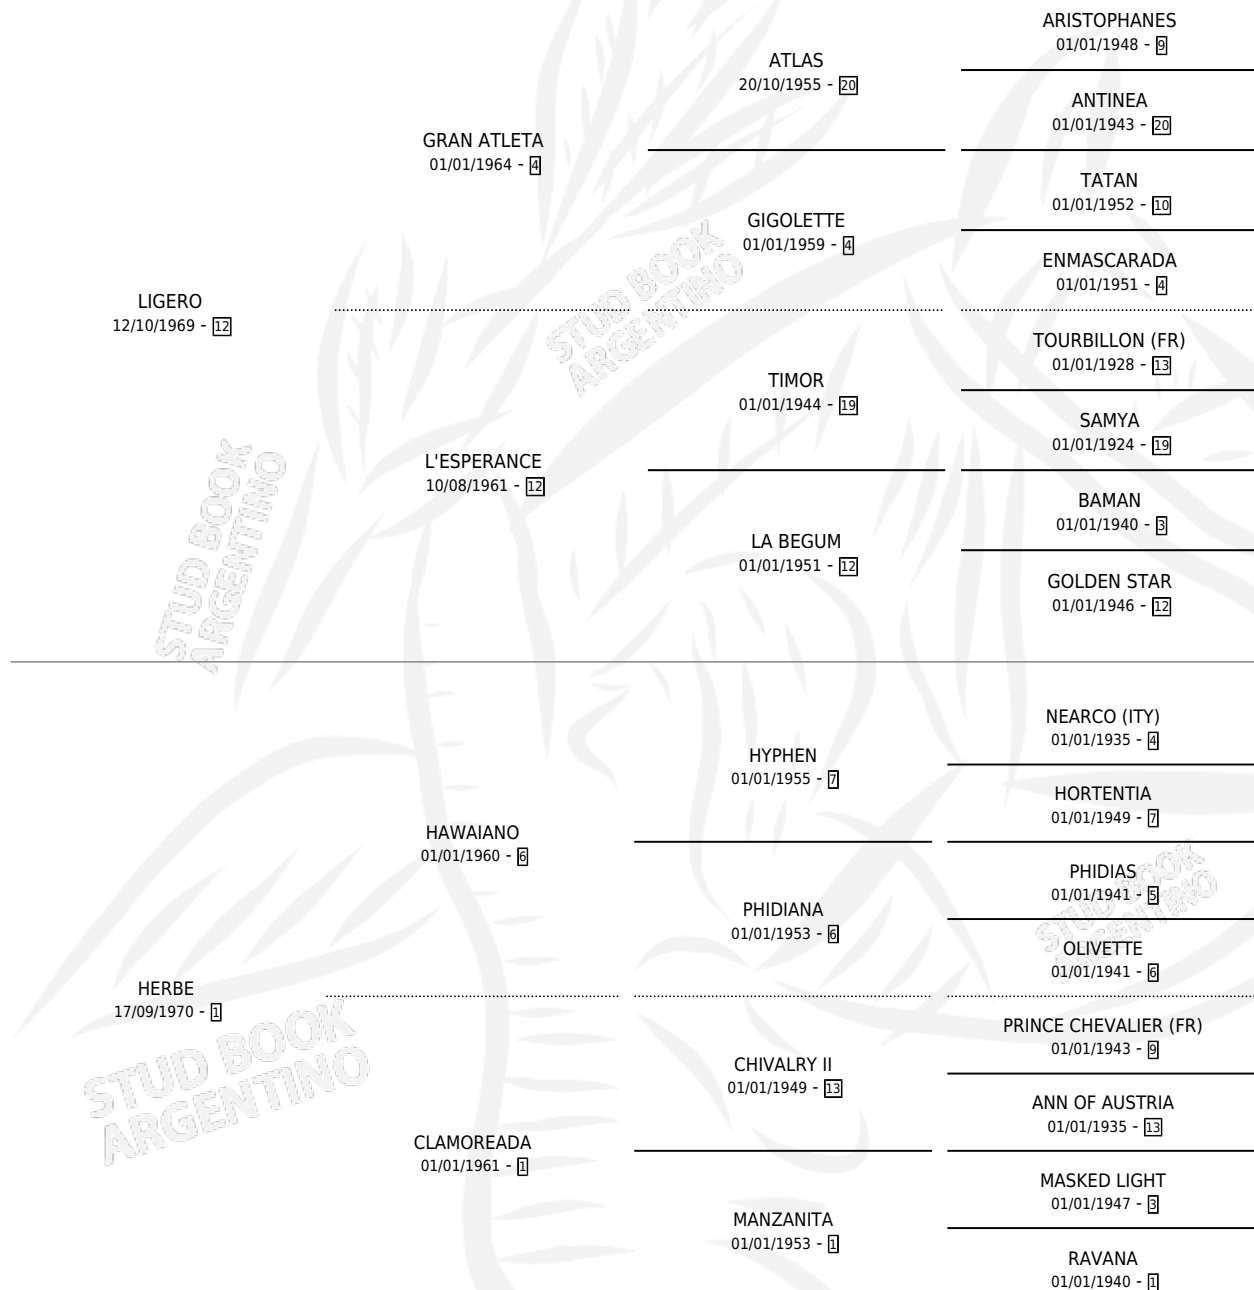 ARISTOPHANES
01/01/1948 - 9
ATLAS
20/10/1955 - 20
ANTINEA
01/01/1943 - 20
GRAN ATLETA
01/01/1964 - 4
TATAN
01/01/1952 - 10
GIGOLETTE
01/01/1959 - 4
ENMASCARADA
01/01/1951 - 4
LIGERO
12/10/1969 - 12
TOURBILLON (FR)
01/01/1928 - 13
TIMOR
01/01/1944 - 19
SAMYA
01/01/1924 - 19
L'ESPERANCE
10/08/1961 - 12
BAMAN
01/01/1940 - 3
LA BEGUM
01/01/1951 - 12
GOLDEN STAR
01/01/1946 - 12
STUD BOOK
ARGENTINO
STUD BOOK
ARGENTINO
NEARCO (ITY)
01/01/1935 - 4
HYPHEN
01/01/1955 - 7
HORTENTIA
01/01/1949 - 7
HAWAIANO
01/01/1960 - 6
PHIDIAS
01/01/1941 - 5
PHIDIANA
01/01/1953 - 6
OLIVETTE
01/01/1941 - 6
STUD BOOK
ARGENTINO
HERBE
17/09/1970 - 1
PRINCE CHEVALIER (FR)
01/01/1943 - 9
CHIVALRY II
01/01/1949 - 13
ANN OF AUSTRIA
01/01/1935 - 13
STUD BOOK
ARGENTINO
CLAMOREADA
01/01/1961 - 1
MASKED LIGHT
01/01/1947 - 3
MANZANITA
01/01/1953 - 1
RAVANA
01/01/1940 - 1